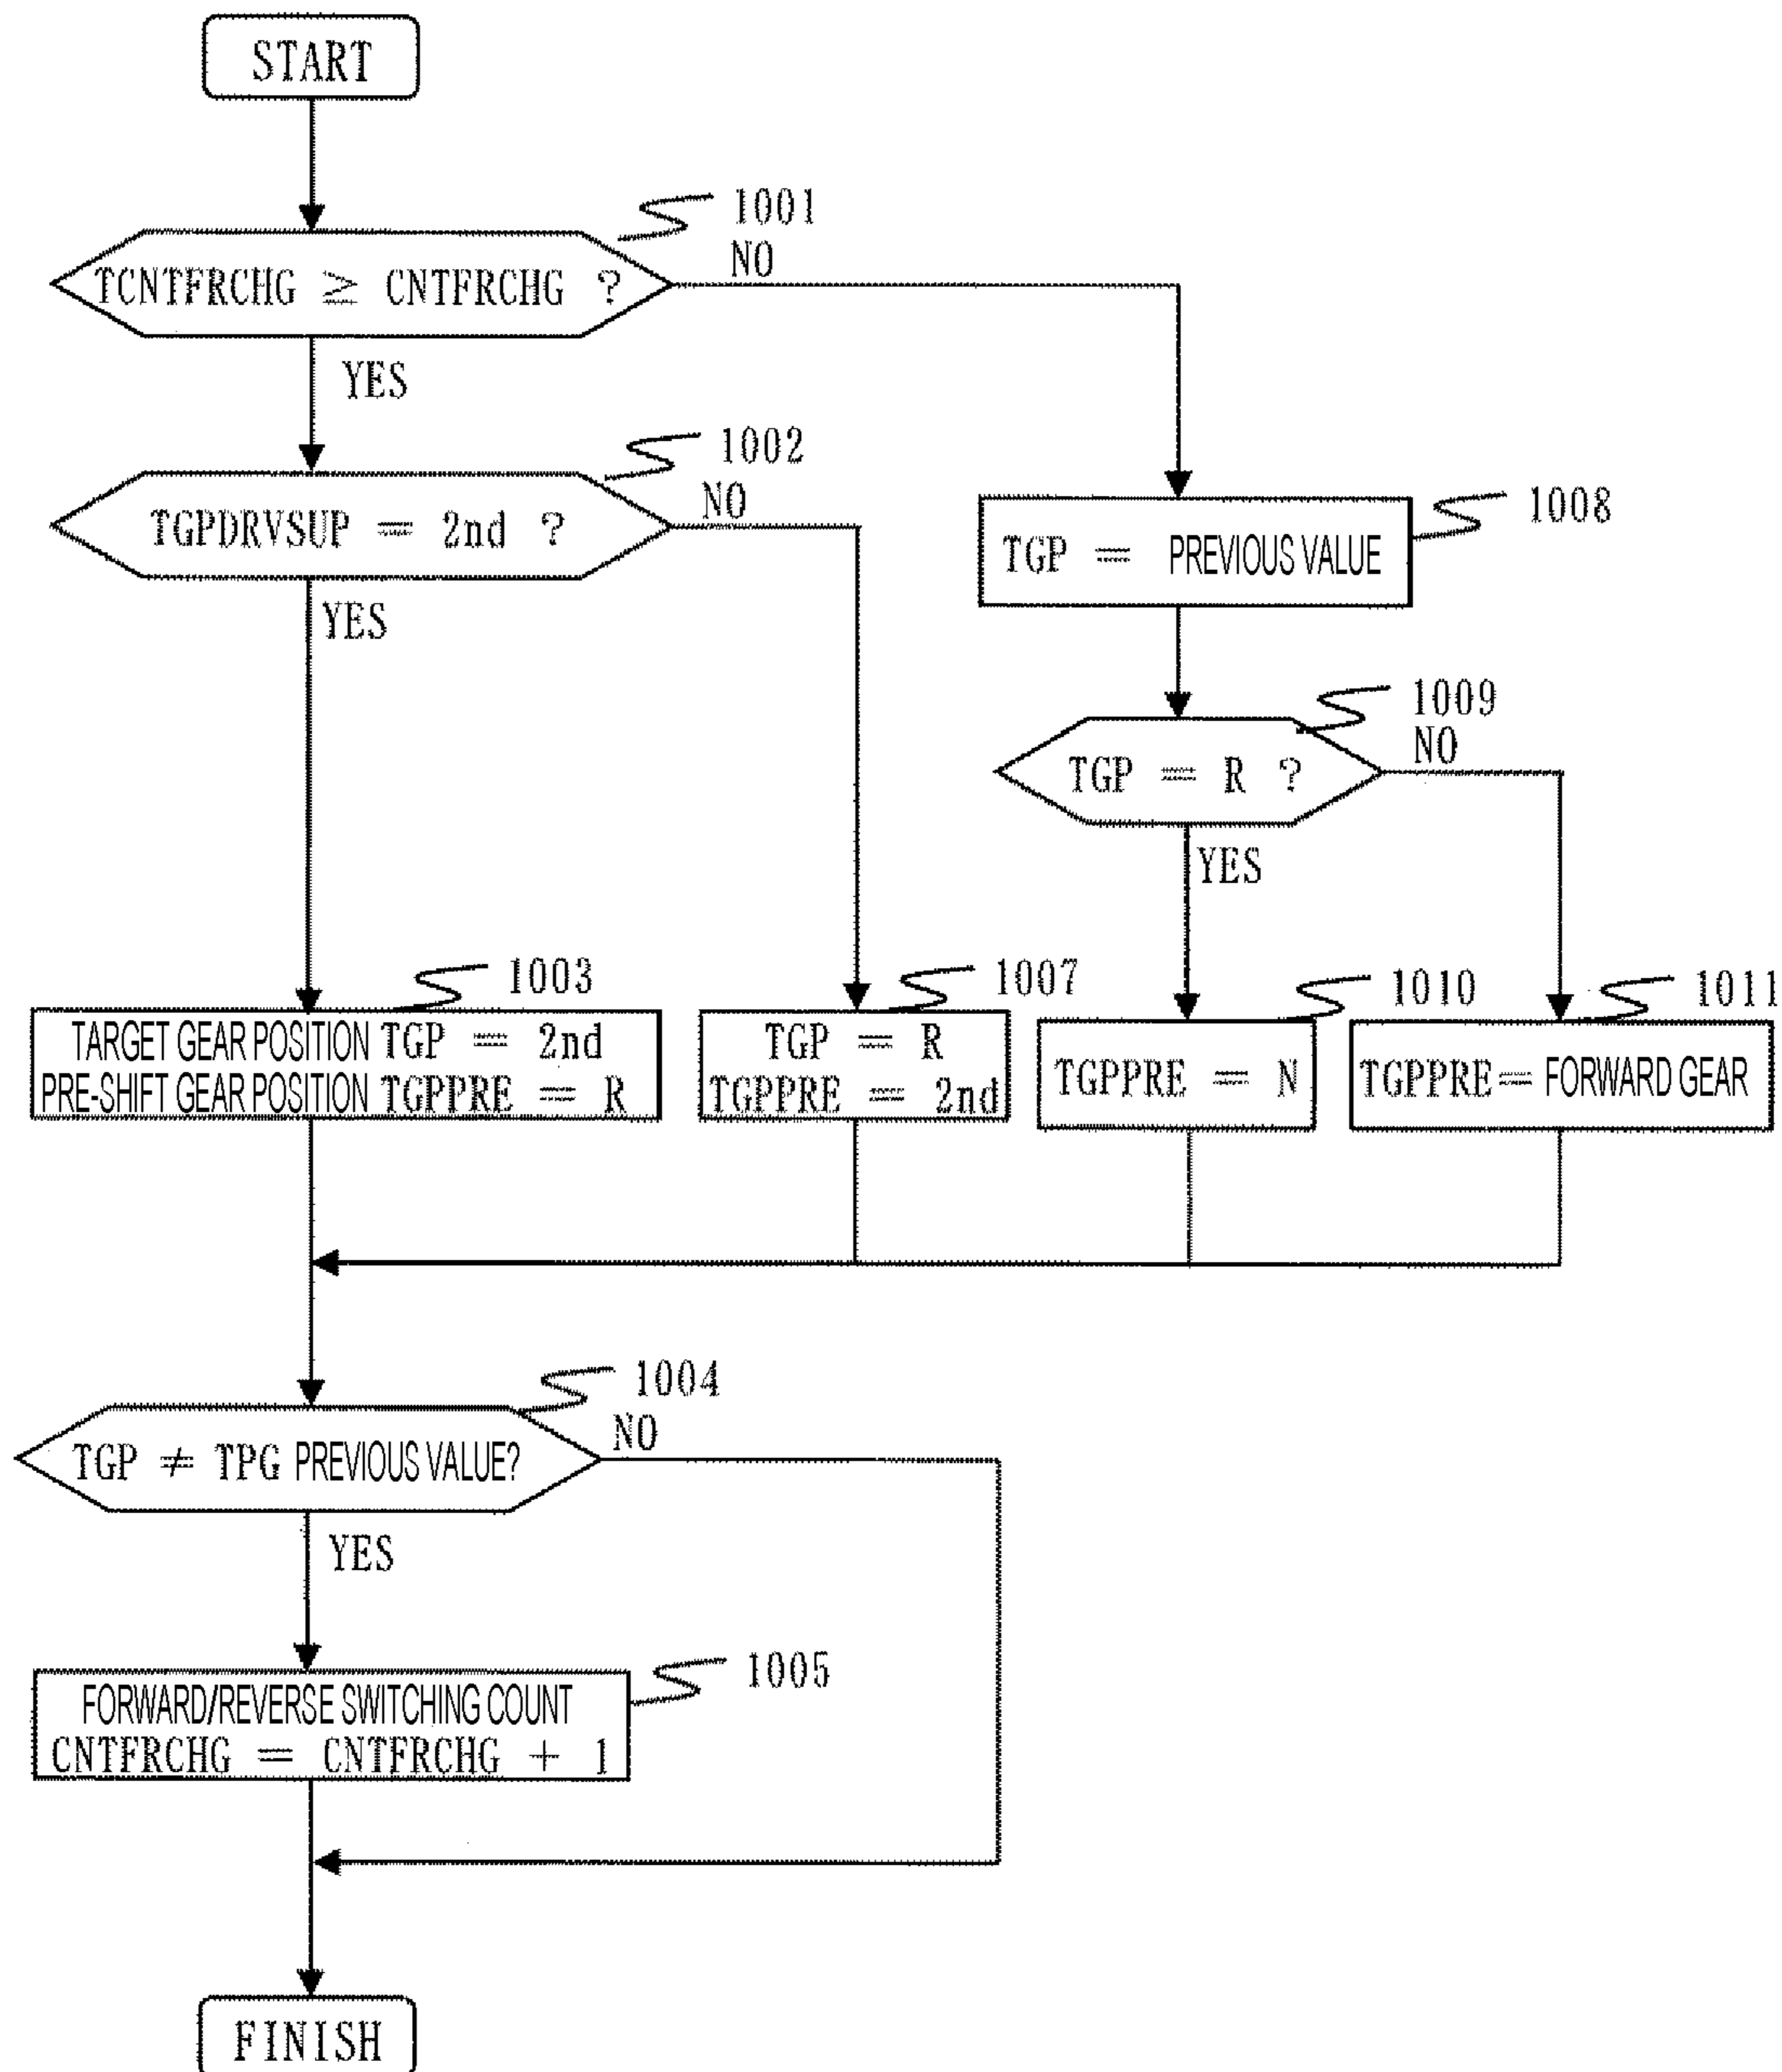 START
1001
TCNTFRCHG ≥ CNTFRCHG ?
NO
YES
1002
TGPDRVSUP = 2nd ?
NO
YES
1008
TGP = PREVIOUS VALUE
1009
TGP = R ?
NO
YES
1003
TARGET GEAR POSITION TGP = 2nd
PRE-SHIFT GEAR POSITION TGPPRE = R
1007
TGP = R
TGPPRE = 2nd
1010
TGPPRE = N
1011
TGPPRE = FORWARD GEAR
1004
TGP ≠ TPG PREVIOUS VALUE?
NO
YES
1005
FORWARD/REVERSE SWITCHING COUNT
CNTFRCHG = CNTFRCHG + 1
FINISH